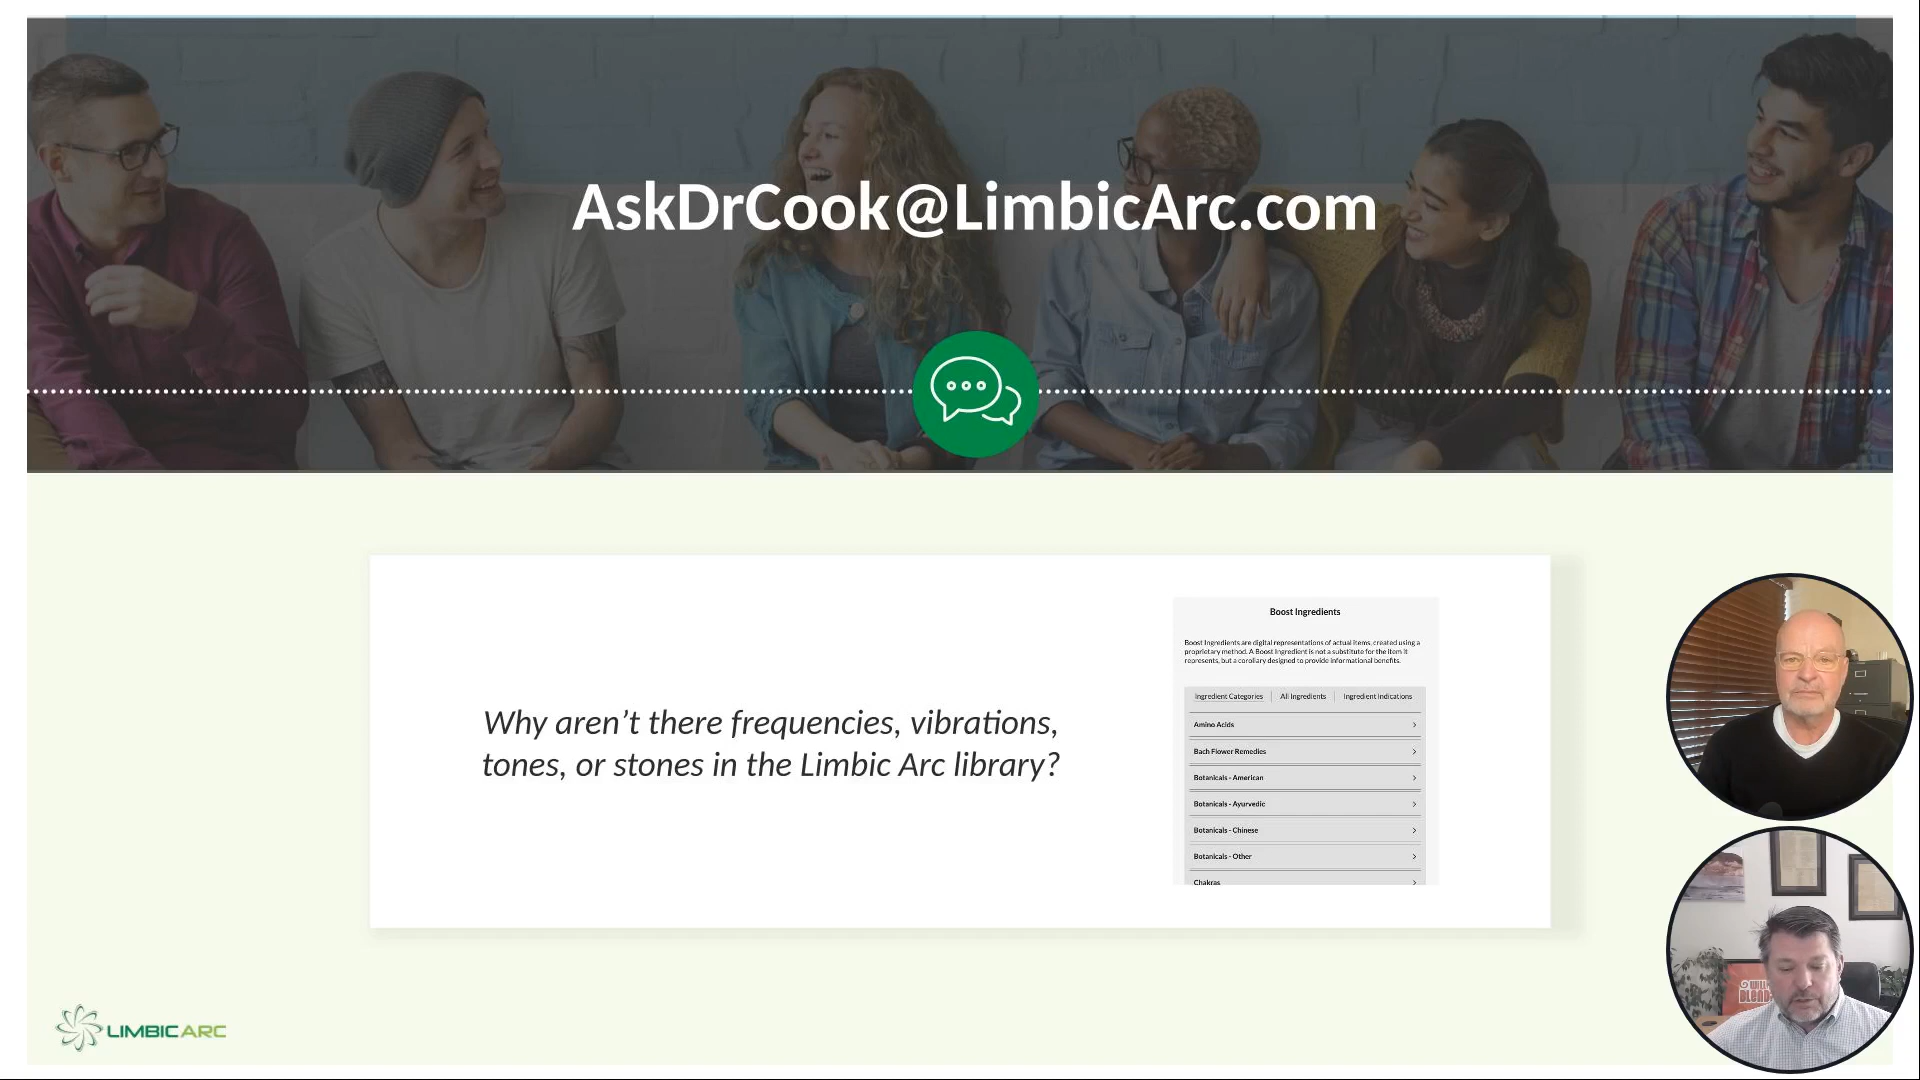 AskDrCook@LimbicArc.com
Why aren't there frequencies, vibrations,
tones, or stones in the Limbic Arc library?
Boost Ingredients
Boost Ingredients are digital representations of actual items, created using a
proprietary method. A Boost Ingredient is not a substitute for the item it
represents, but a corollary designed to provide informational benefits.
Ingredient Categories | All Ingredients | Ingredient Indications
Amino Acids
Bach Flower Remedies
Botanicals - American
Botanicals - Ayurvedic
Botanicals - Chinese
Botanicals - Other
Chakras
LIMBIC ARC